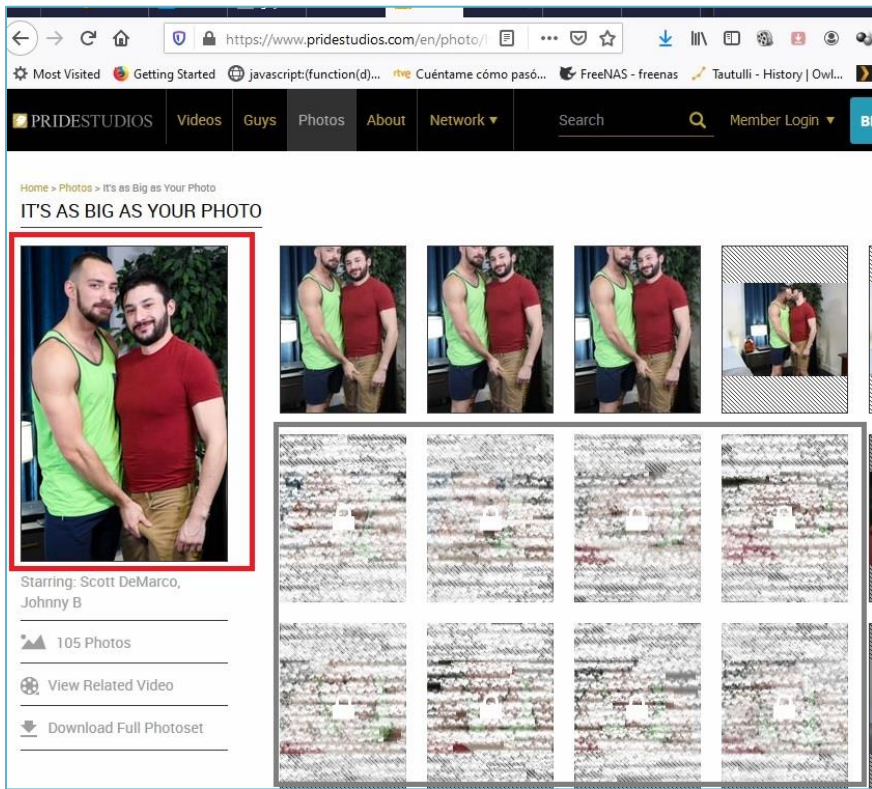 https://www.pridestudios.com/en/photo/
Most Visited Getting Started javascript:(function(d)... rtve Cuéntame cómo pasó... FreeNAS - freenas Tautulli - History | Owl...
PRIDESTUDIOS Videos Guys Photos About Network ▼ Search Member Login ▼
Home > Photos > It's as Big as Your Photo
IT'S AS BIG AS YOUR PHOTO
Starring: Scott DeMarco,
Johnny B
105 Photos
View Related Video
Download Full Photoset